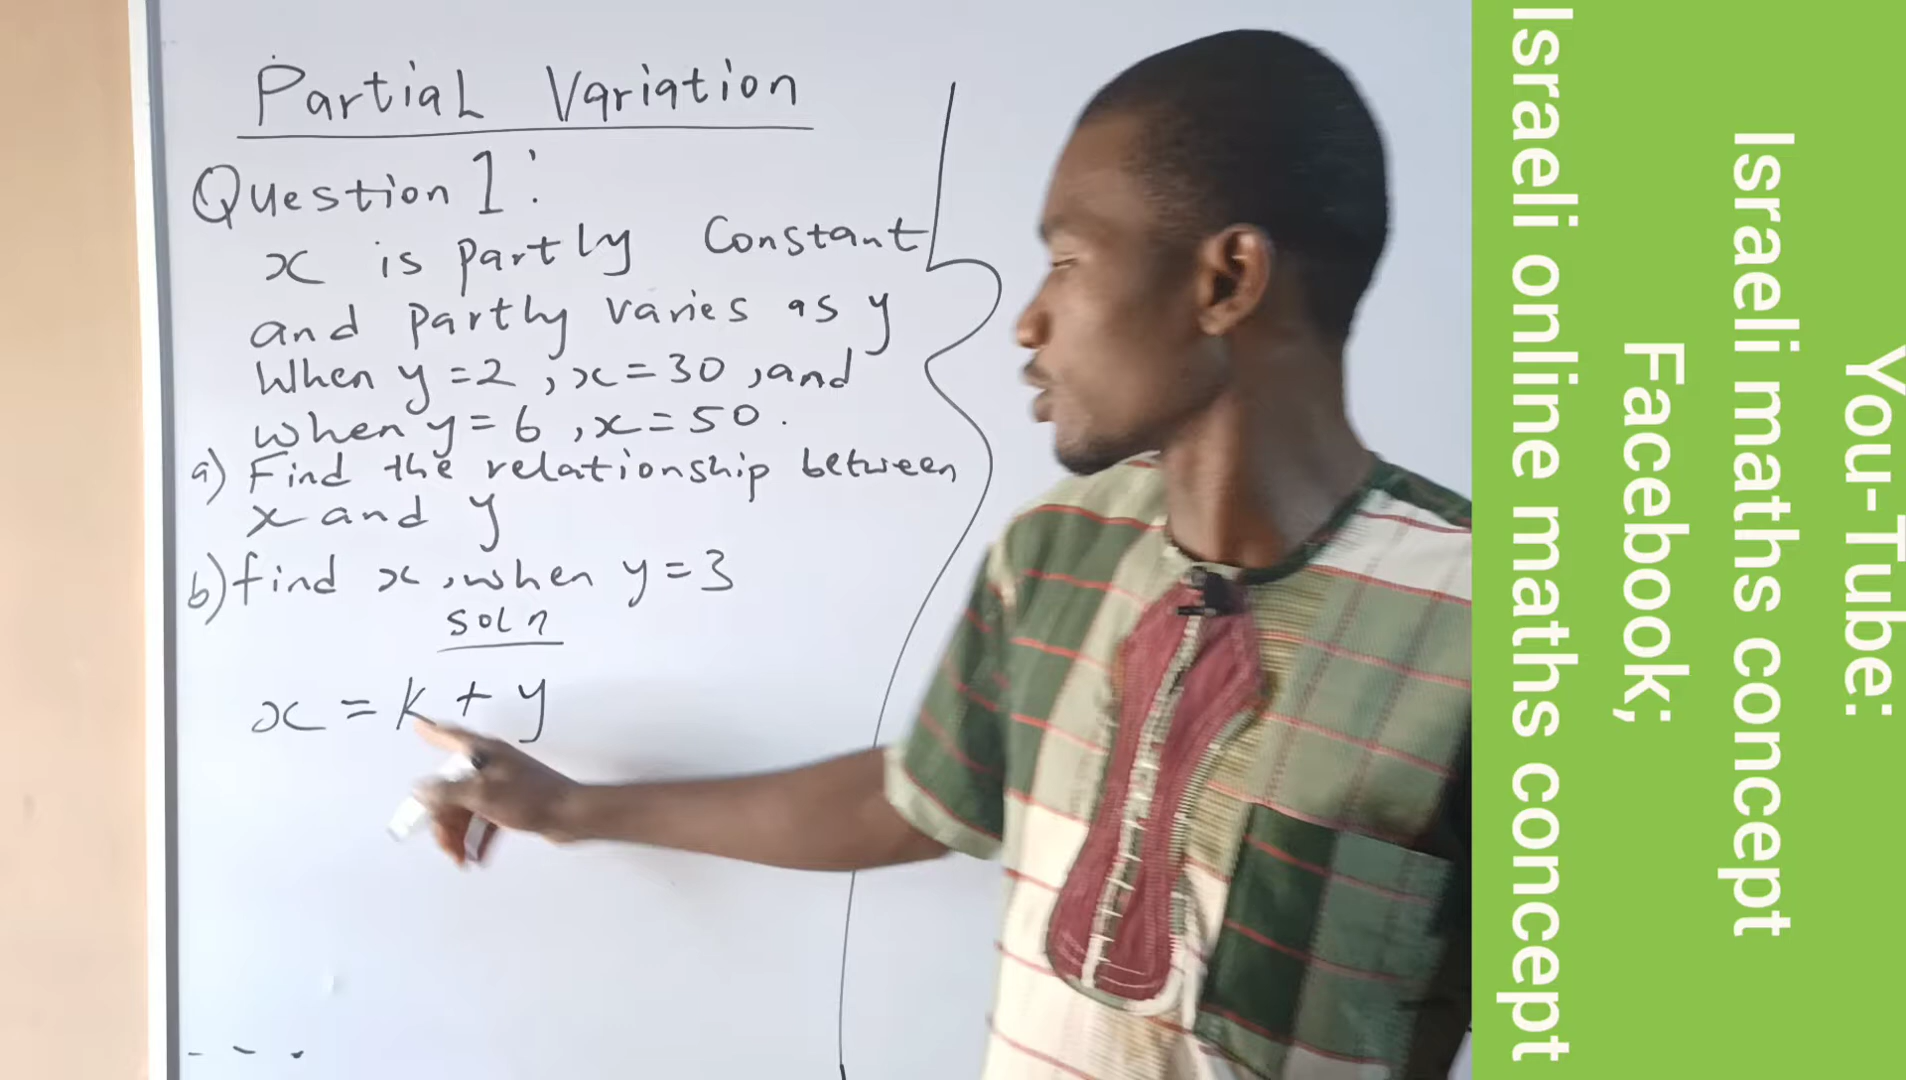 Partial Variation
Question 1:
x is partly Constant
and partly varies as y
When y = 2, x = 30, and
when y = 6, x = 50.
a) Find the relationship between
x and y
b) find x, when y = 3
soln
x = k + y
You-Tube:
Israeli maths concept
Facebook;
Israeli online maths concept